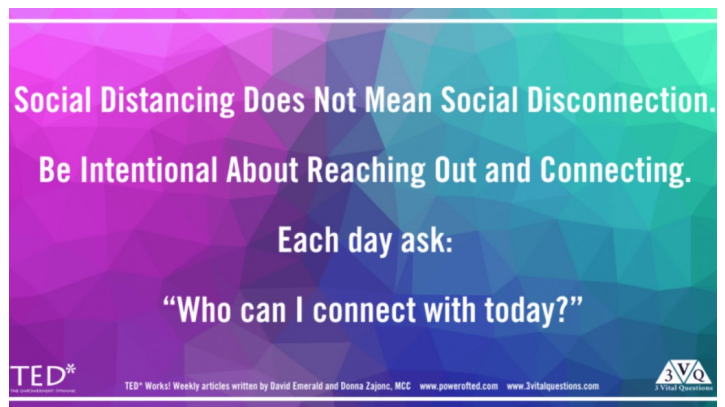 Social Distancing Does Not Mean Social Disconnection.
Be Intentional About Reaching Out and Connecting.
Each day ask:
“Who can I connect with today?”
TED*
THE EMPOWERMENT DYNAMIC
TED* Works! Weekly articles written by David Emerald and Donna Zajonc, MCC www.powerofted.com www.3vitalquestions.com
3VQ
3 Vital Questions